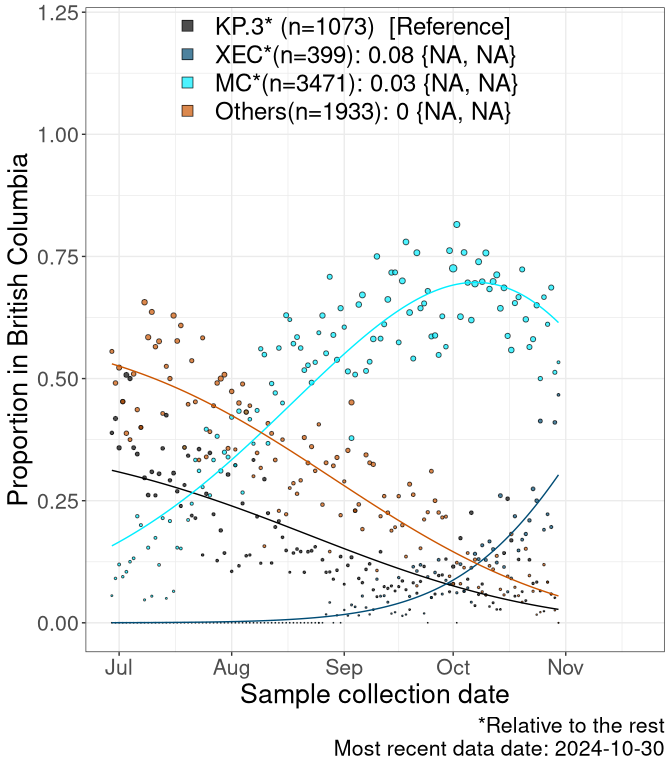 1.25
KP.3* (n=1073)  [Reference]
XEC*(n=399): 0.08 {NA, NA}
MC*(n=3471): 0.03 {NA, NA}
Others(n=1933): 0 {NA, NA}
1.00
0.75
0.50
0.25
0.00
Proportion in British Columbia
Jul Aug Sep Oct Nov
Sample collection date
*Relative to the rest
Most recent data date: 2024-10-30